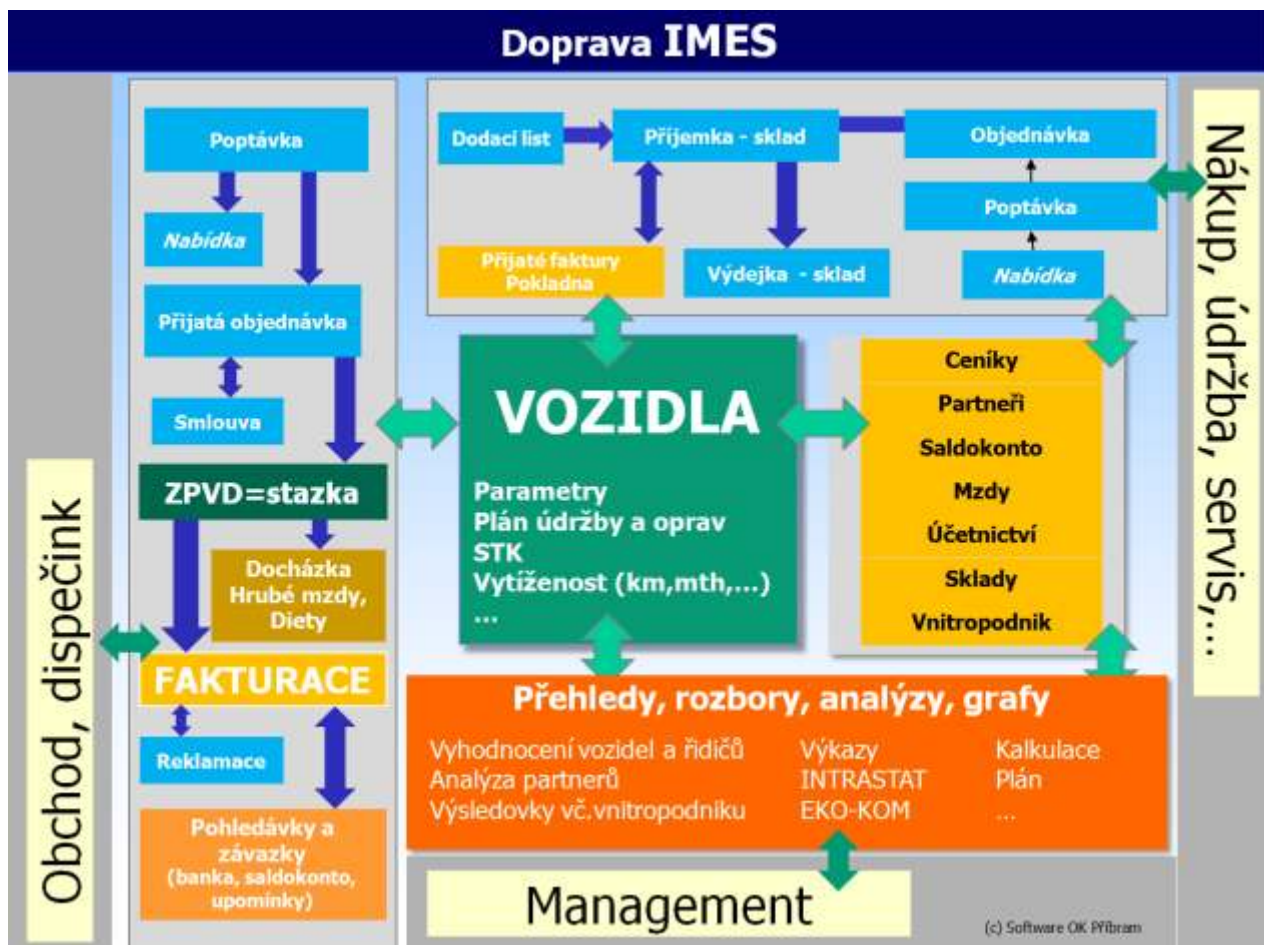 Doprava IMES
Obchod, dispečink
Poptávka
Nabídka
Přijatá objednávka
Smlouva
ZPVD=stazka
Docházka
Hrubé mzdy,
Diety
FAKTURACE
Reklamace
Pohledávky a
závazky
(banka, saldokonto,
upomínky)
Dodací list
Příjemka - sklad
Objednávka
Poptávka
Nabídka
Přijaté faktury
Pokladna
Výdejka - sklad
VOZIDLA
Parametry
Plán údržby a oprav
STK
Vytíženost (km,mth,...)
...
Ceníky
Partneři
Saldokonto
Mzdy
Účetnictví
Sklady
Vnitropodnik
Nákup, údržba, servis,...
Přehledy, rozbory, analýzy, grafy
Vyhodnocení vozidel a řidičů
Analýza partnerů
Výsledovky vč.vnitropodniku
Výkazy
INTRASTAT
EKO-KOM
Kalkulace
Plán
...
Management
(c) Software OK Příbram